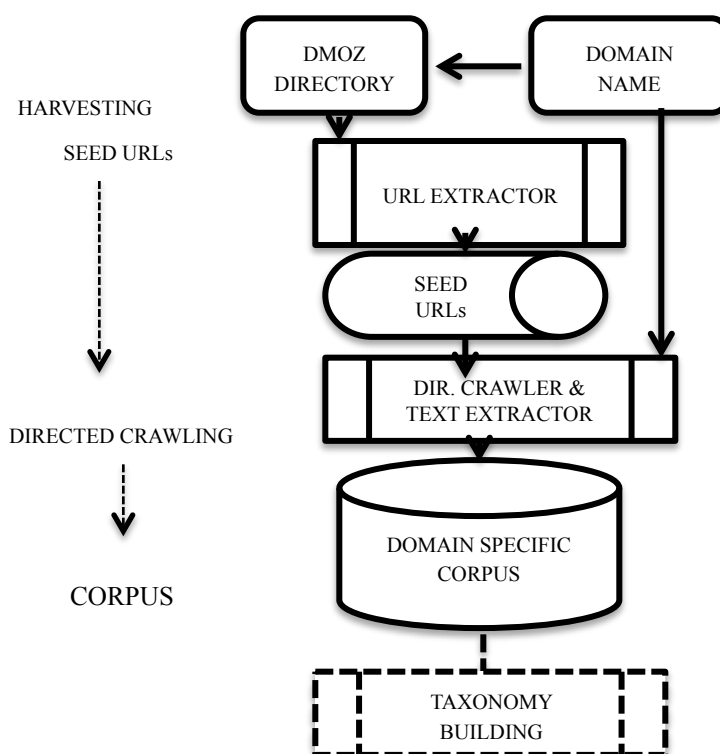 DMOZ
DIRECTORY
DOMAIN
NAME
HARVESTING
SEED URLs
URL EXTRACTOR
SEED
URLs
DIR. CRAWLER &
TEXT EXTRACTOR
DIRECTED CRAWLING
DOMAIN SPECIFIC
CORPUS
CORPUS
TAXONOMY
BUILDING